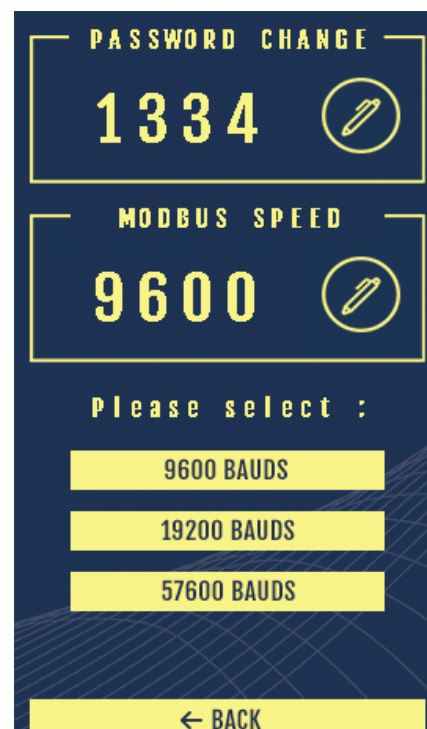 PASSWORD CHANGE
1334
MODBUS SPEED
9600
Please select :
9600 BAUDS
19200 BAUDS
57600 BAUDS
← BACK